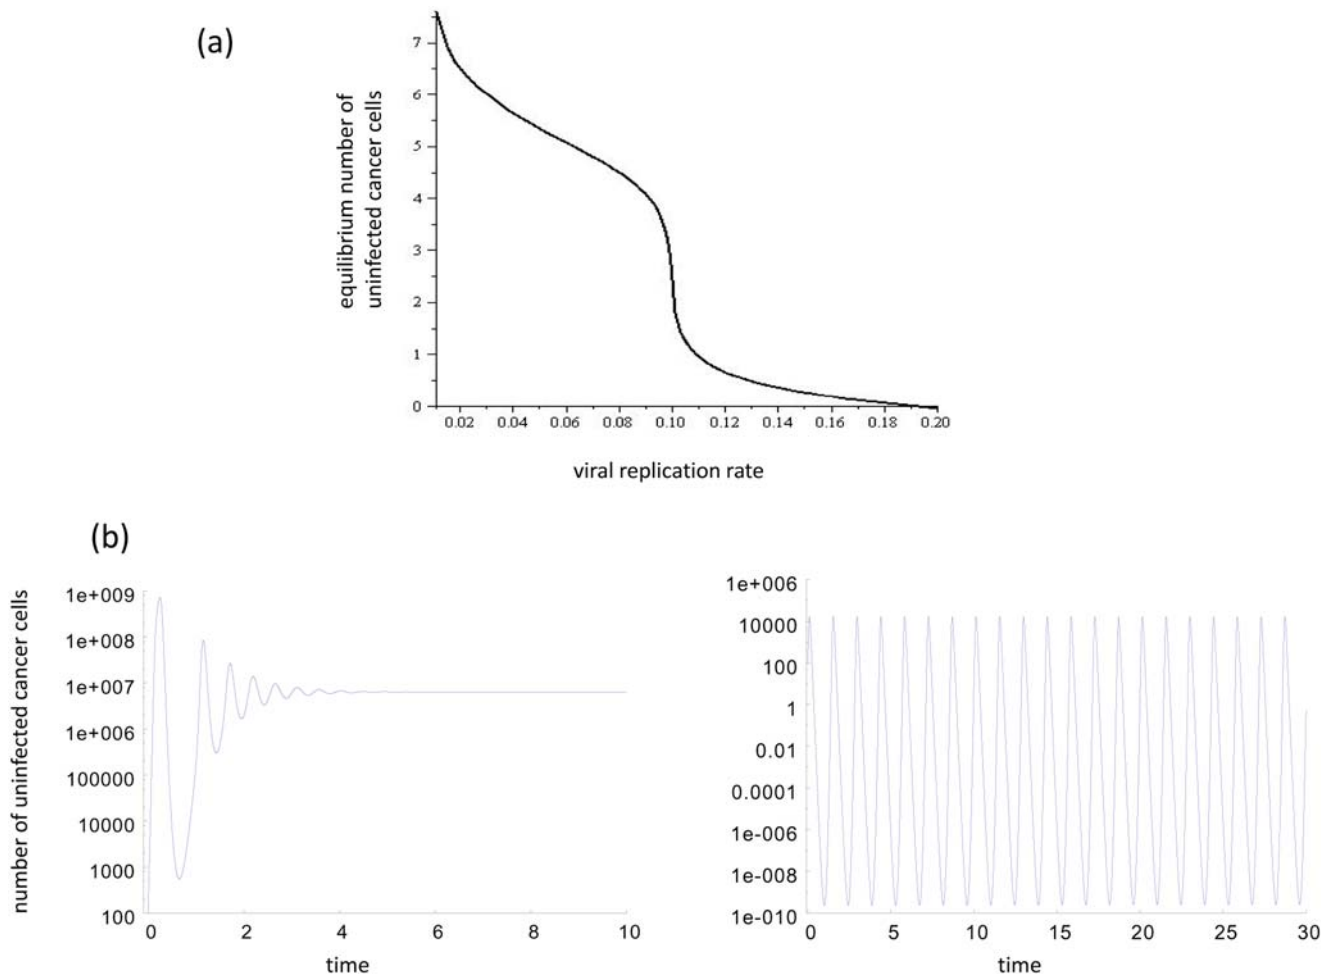 (a)
equilibrium number of
uninfected cancer cells
7
6
5
4
3
2
1
0
0.02 0.04 0.06 0.08 0.10 0.12 0.14 0.16 0.18 0.20
viral replication rate
(b)
number of uninfected cancer cells
1e+009
1e+008
1e+007
1e+006
100000
10000
1000
100
0 2 4 6 8 10
time
1e+006
10000
100
1
0.01
0.0001
1e-006
1e-008
1e-010
0 5 10 15 20 25 30
time